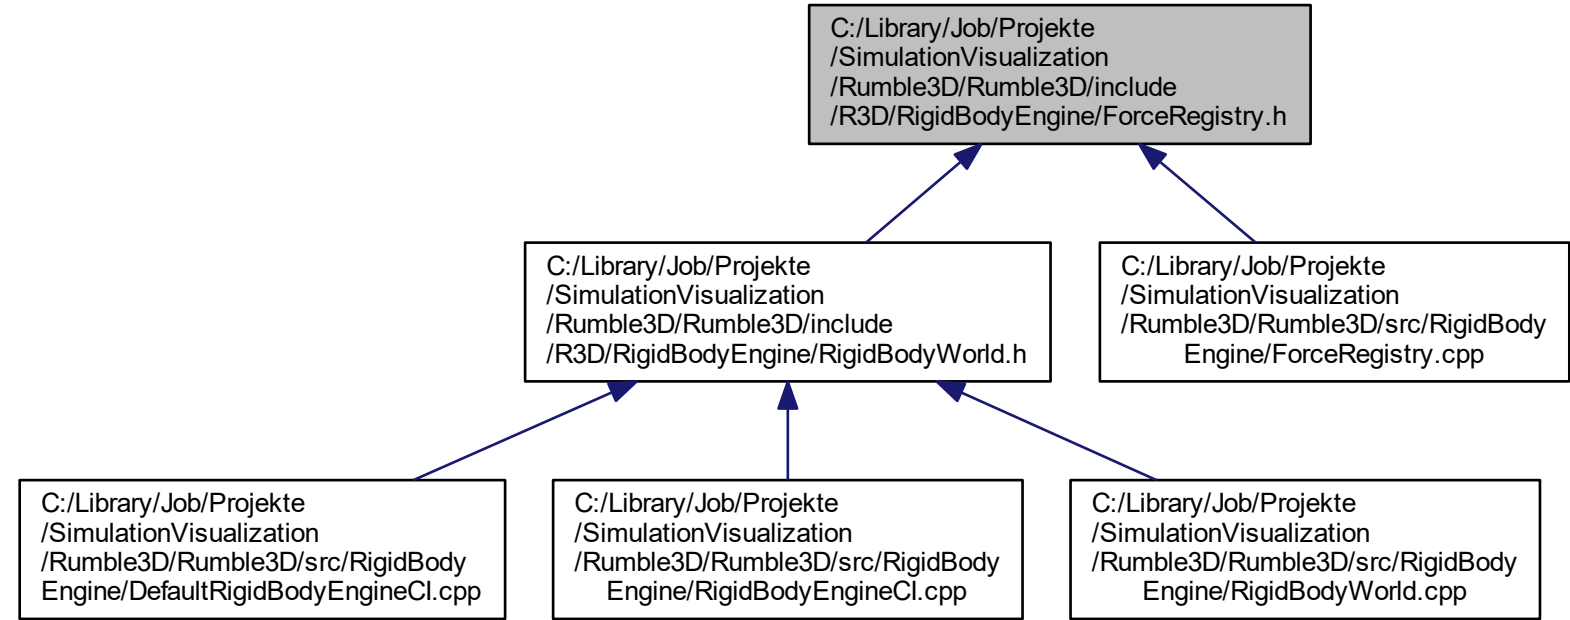 C:/Library/Job/Projekte
/SimulationVisualization
/Rumble3D/Rumble3D/include
/R3D/RigidBodyEngine/ForceRegistry.h
C:/Library/Job/Projekte
/SimulationVisualization
/Rumble3D/Rumble3D/include
/R3D/RigidBodyEngine/RigidBodyWorld.h
C:/Library/Job/Projekte
/SimulationVisualization
/Rumble3D/Rumble3D/src/RigidBody
Engine/ForceRegistry.cpp
C:/Library/Job/Projekte
/SimulationVisualization
/Rumble3D/Rumble3D/src/RigidBody
Engine/DefaultRigidBodyEngineCI.cpp
C:/Library/Job/Projekte
/SimulationVisualization
/Rumble3D/Rumble3D/src/RigidBody
Engine/RigidBodyEngineCI.cpp
C:/Library/Job/Projekte
/SimulationVisualization
/Rumble3D/Rumble3D/src/RigidBody
Engine/RigidBodyWorld.cpp